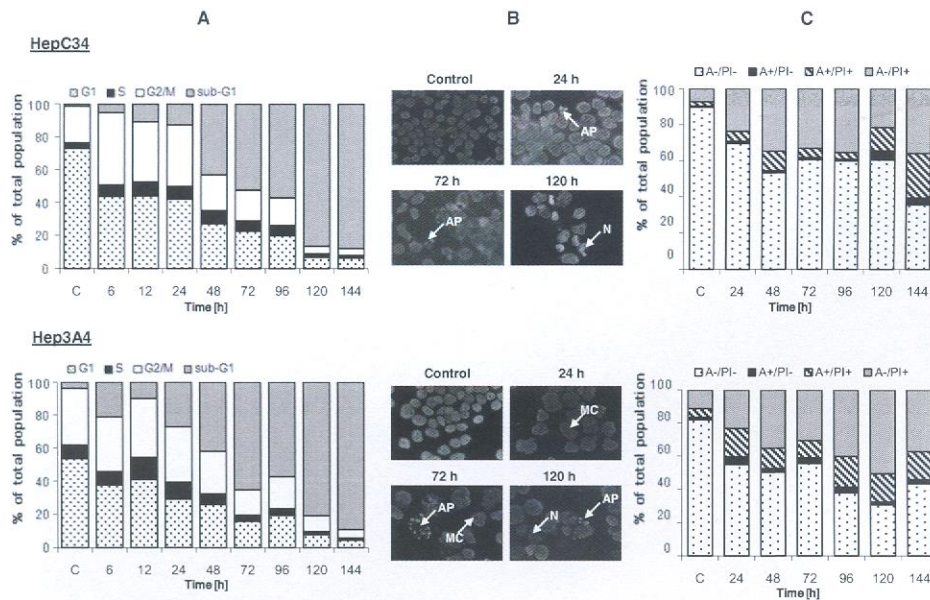 A B C
HepC34
G1 S G2/M sub-G1
% of total population
100
80
60
40
20
0
C 6 12 24 48 72 96 120 144
Time [h]
Control 24 h
AP
72 h 120 h
AP N
A-/PI- A+/PI- A+/PI+ A-/PI+
% of total population
100
80
60
40
20
0
C 24 48 72 96 120 144
Time [h]
Hep3A4
G1 S G2/M sub-G1
% of total population
100
80
60
40
20
0
C 6 12 24 48 72 96 120 144
Time [h]
Control 24 h
MC
72 h 120 h
AP MC N AP
A-/PI- A+/PI- A+/PI+ A-/PI+
% of total population
100
80
60
40
20
0
C 24 48 72 96 120 144
Time [h]